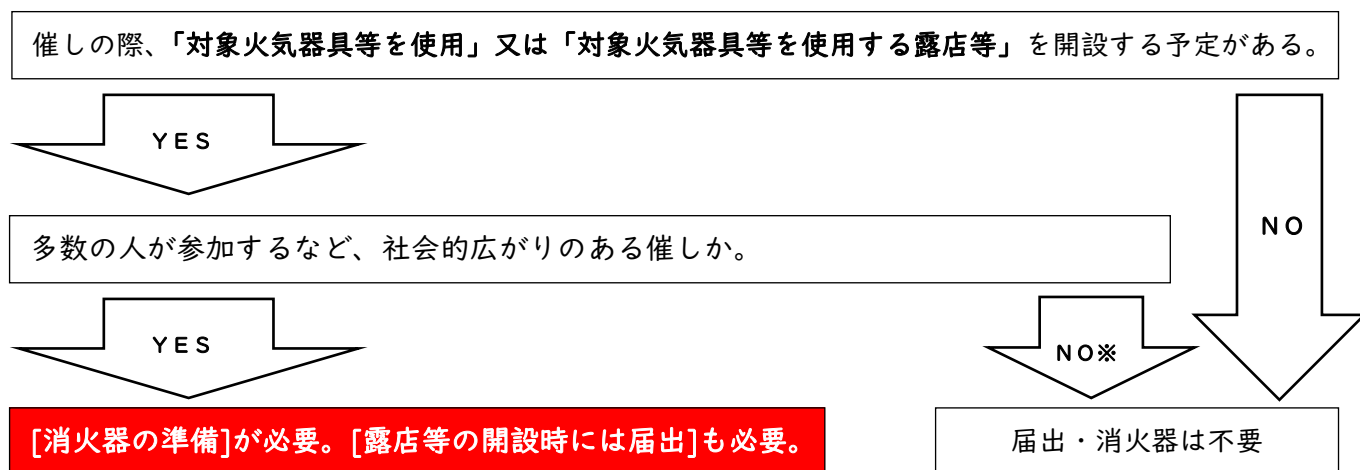 催しの際、「対象火気器具等を使用」又は「対象火気器具等を使用する露店等」を開設する予定がある。
YES
NO
多数の人が参加するなど、社会的広がりのある催しか。
YES
NO※
[消火器の準備]が必要。[露店等の開設時には届出]も必要。
届出・消火器は不要